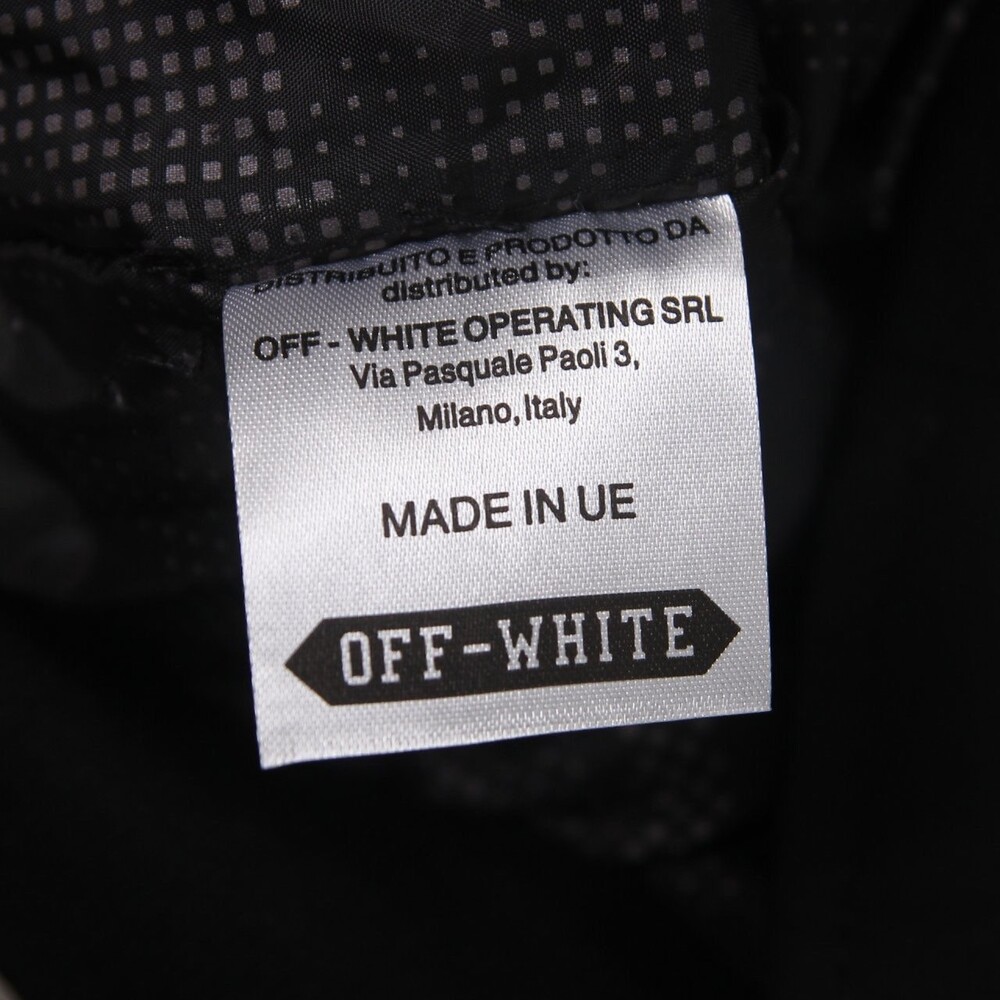 DISTRIBUITO E PRODOTTO DA
distributed by:
OFF - WHITE OPERATING SRL
Via Pasquale Paoli 3,
Milano, Italy
MADE IN UE
OFF-WHITE